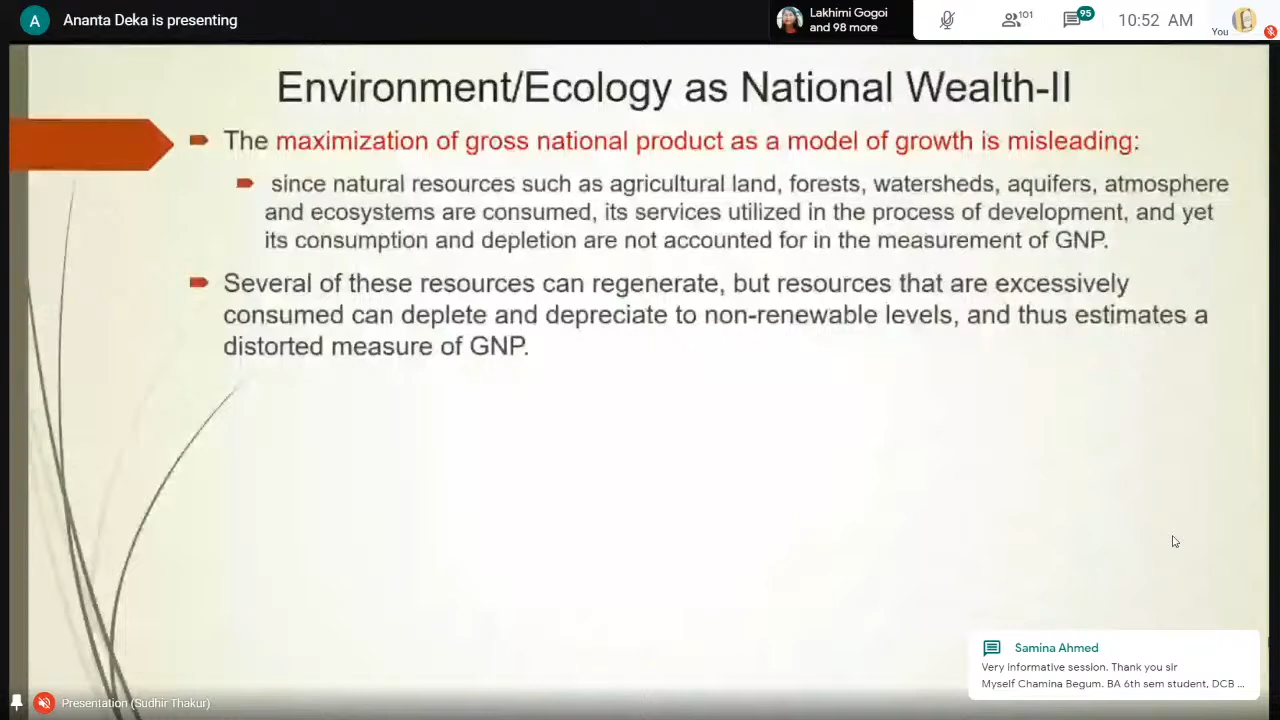 A Ananta Deka is presenting
Lakhimi Gogoi
and 98 more
101
95
10:52 AM
You
Environment/Ecology as National Wealth-II
The maximization of gross national product as a model of growth is misleading:
since natural resources such as agricultural land, forests, watersheds, aquifers, atmosphere
and ecosystems are consumed, its services utilized in the process of development, and yet
its consumption and depletion are not accounted for in the measurement of GNP.
Several of these resources can regenerate, but resources that are excessively
consumed can deplete and depreciate to non-renewable levels, and thus estimates a
distorted measure of GNP.
Samina Ahmed
Very informative session. Thank you sir
Myself Chamina Begum. BA 6th sem student, DCB ...
Presentation (Sudhir Thakur)